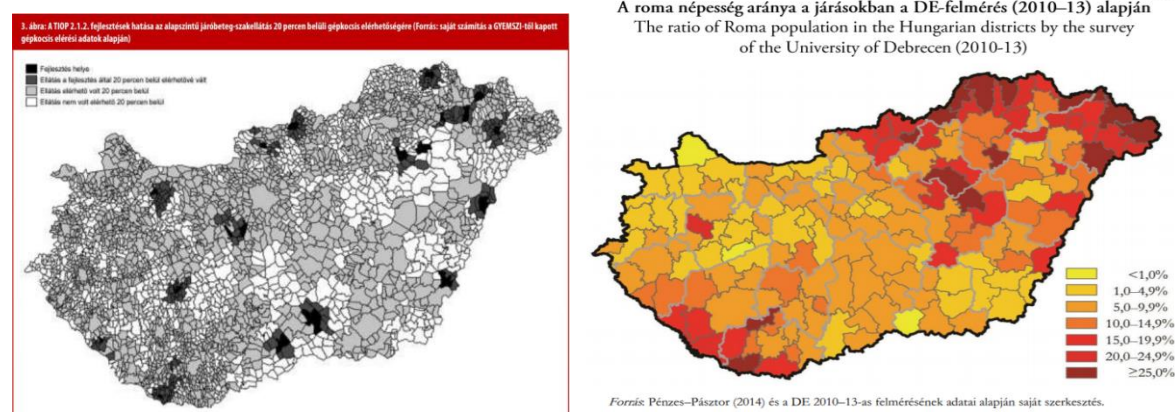 3. ábra: A TIOP 2.1.2. fejlesztések hatása az alapszintű járóbeteg-szakellátás 20 percen belüli gépkocsis elérhetőségére (Forrás: saját számítás a GYEMSZI-től kapott
gépkocsis elérési adatok alapján)
Fejlesztés helye
Ellátás a fejlesztés által 20 percen belül elérhetővé vált
Ellátás elérhető volt 20 percen belül
Ellátás nem volt elérhető 20 percen belül
A roma népesség aránya a járásokban a DE-felmérés (2010–13) alapján
The ratio of Roma population in the Hungarian districts by the survey
of the University of Debrecen (2010-13)
<1,0%
1,0–4,9%
5,0–9,9%
10,0–14,9%
15,0–19,9%
20,0–24,9%
≥25,0%
Forrás: Pénzes–Pásztor (2014) és a DE 2010–13-as felmérésének adatai alapján saját szerkesztés.